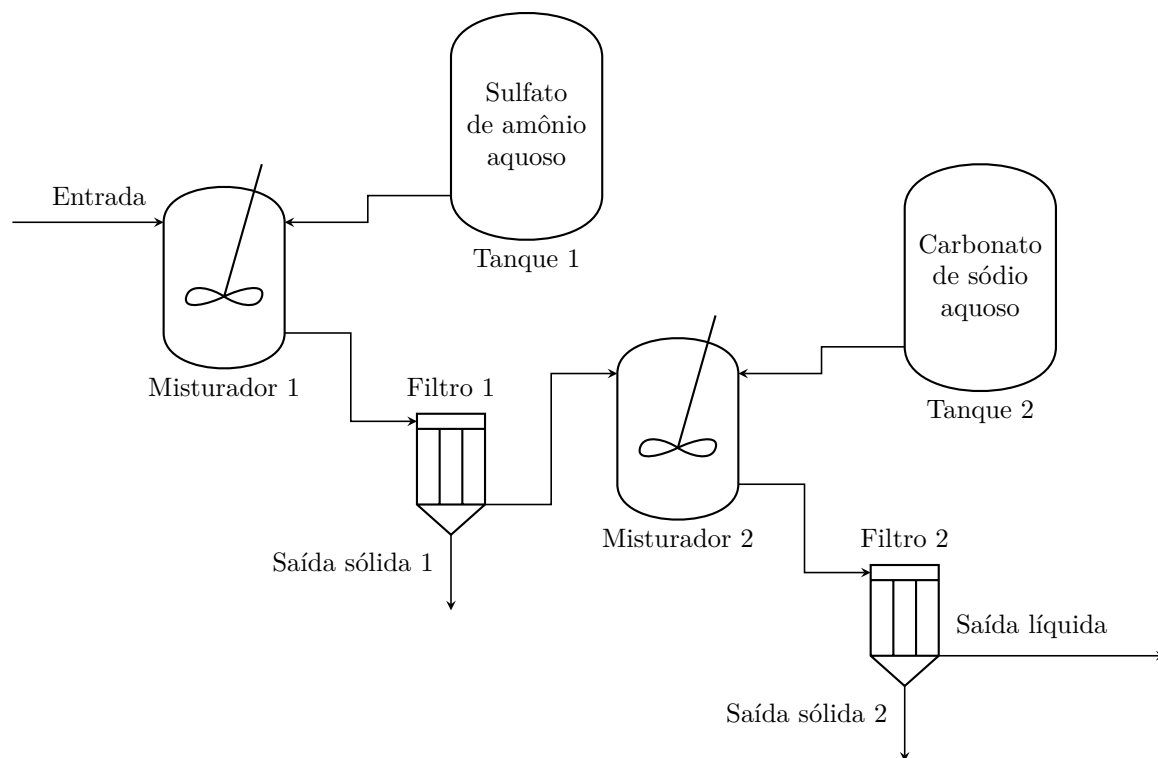 Sulfato
de amônio
aquoso
Entrada
Tanque 1
Carbonato
de sódio
aquoso
Misturador 1
Filtro 1
Tanque 2
Misturador 2
Filtro 2
Saída sólida 1
Saída líquida
Saída sólida 2